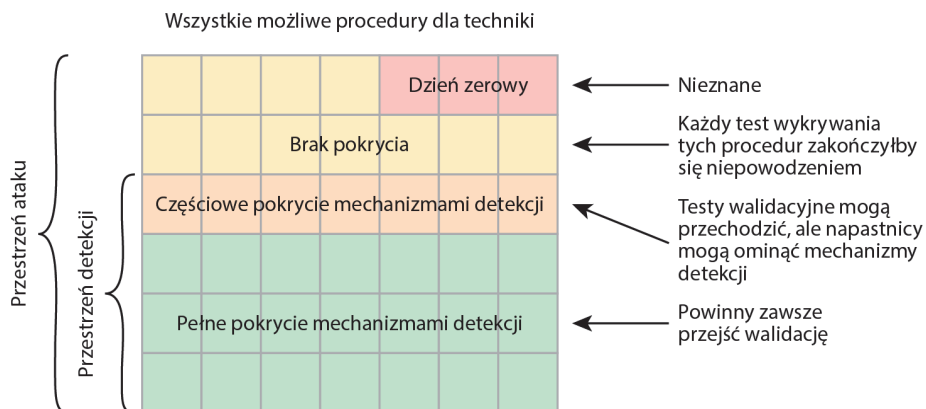 Wszystkie możliwe procedury dla techniki
Przestrzeń ataku
Przestrzeń detekcji
Dzień zerowy
Nieznane
Brak pokrycia
Każdy test wykrywania
tych procedur zakończyłby
się niepowodzeniem
Częściowe pokrycie mechanizmami detekcji
Testy walidacyjne mogą
przechodzić, ale napastnicy
mogą ominąć mechanizmy
detekcji
Pełne pokrycie mechanizmami detekcji
Powinny zawsze
przejść walidację